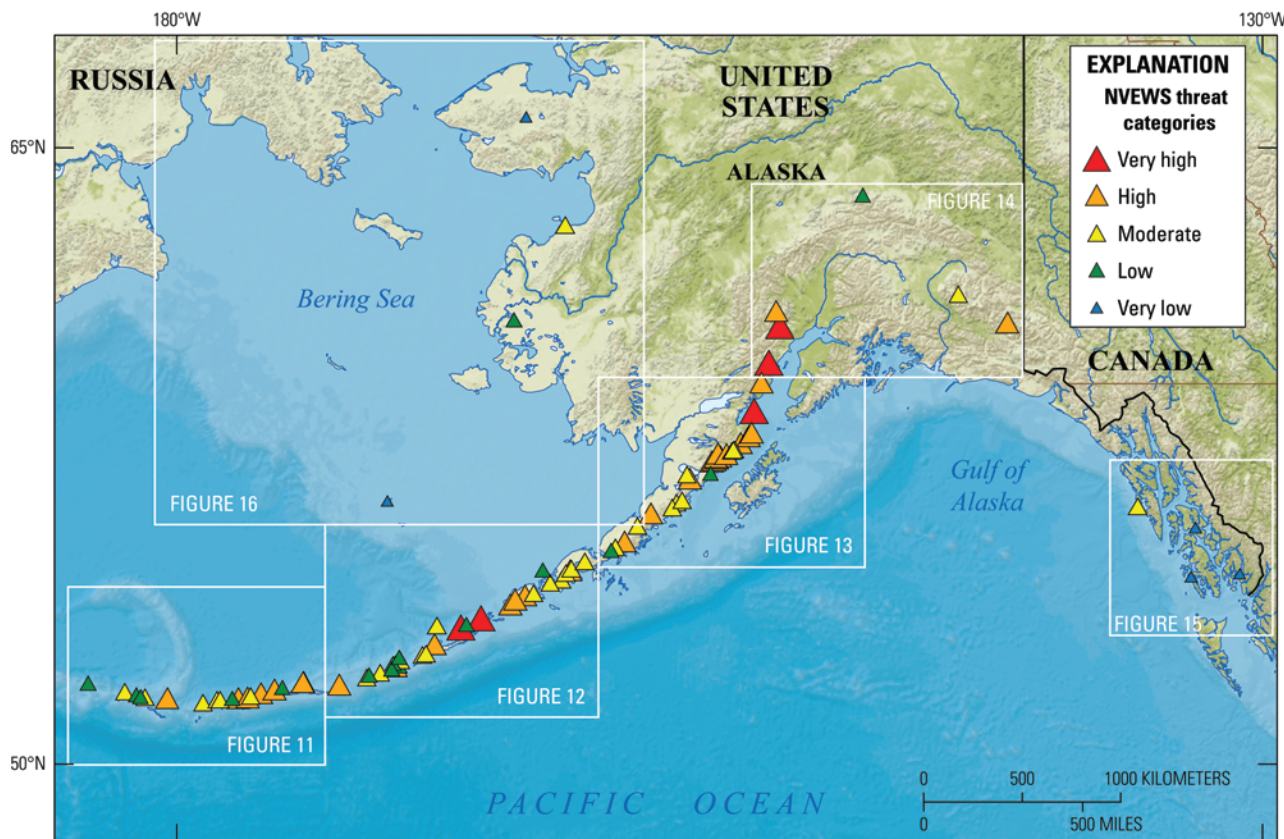 180°W
130°W
RUSSIA
UNITED
STATES
EXPLANATION
NVEWS threat
categories
Very high
High
Moderate
Low
Very low
65°N
ALASKA
FIGURE 14
Bering Sea
CANADA
Gulf of
Alaska
FIGURE 16
FIGURE 13
FIGURE 15
FIGURE 12
FIGURE 11
50°N
0 500 1000 KILOMETERS
0 500 MILES
PACIFIC OCEAN